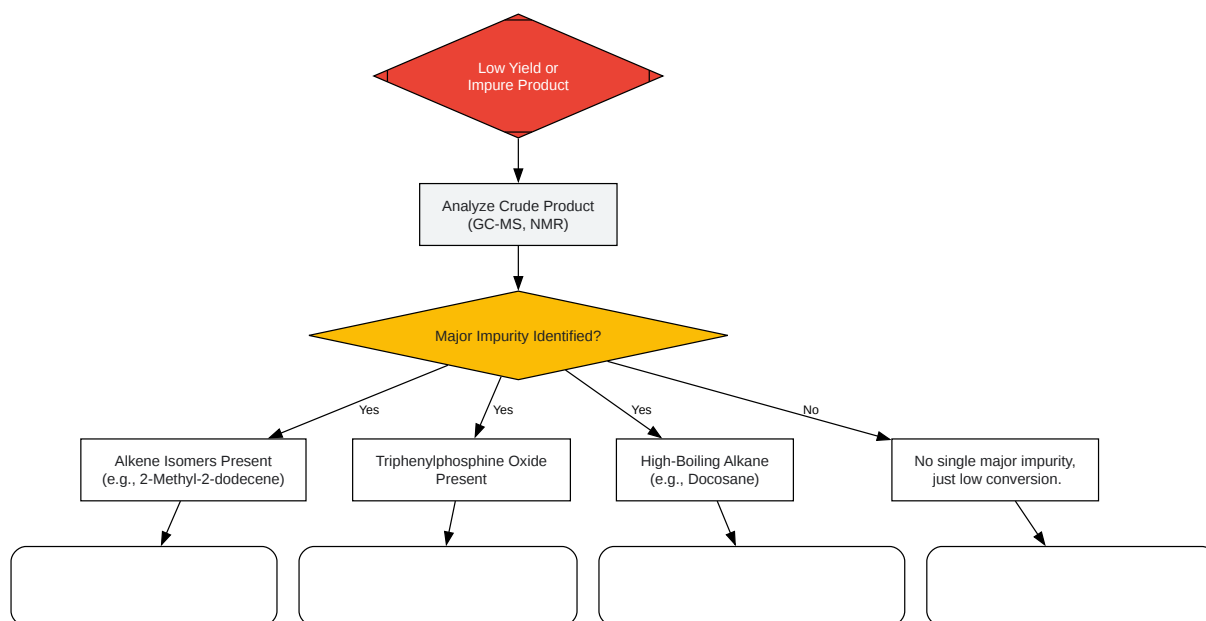 Low Yield or
Impure Product
Analyze Crude Product
(GC-MS, NMR)
Major Impurity Identified?
Yes
Yes
Yes
No
Alkene Isomers Present
(e.g., 2-Methyl-2-dodecene)
Triphenylphosphine Oxide
Present
High-Boiling Alkane
(e.g., Docosane)
No single major impurity,
just low conversion.